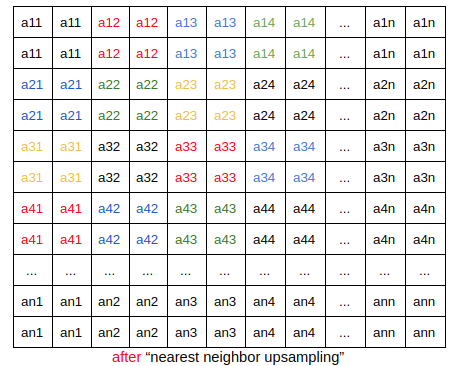 a11 a11 a12 a12 a13 a13 a14 a14 ... a1n a1n
a11 a11 a12 a12 a13 a13 a14 a14 ... a1n a1n
a21 a21 a22 a22 a23 a23 a24 a24 ... a2n a2n
a21 a21 a22 a22 a23 a23 a24 a24 ... a2n a2n
a31 a31 a32 a32 a33 a33 a34 a34 ... a3n a3n
a31 a31 a32 a32 a33 a33 a34 a34 ... a3n a3n
a41 a41 a42 a42 a43 a43 a44 a44 ... a4n a4n
a41 a41 a42 a42 a43 a43 a44 a44 ... a4n a4n
... ... ... ... ... ... ... ... ... ... ...
an1 an1 an2 an2 an3 an3 an4 an4 ... ann ann
an1 an1 an2 an2 an3 an3 an4 an4 ... ann ann
after “nearest neighbor upsampling”